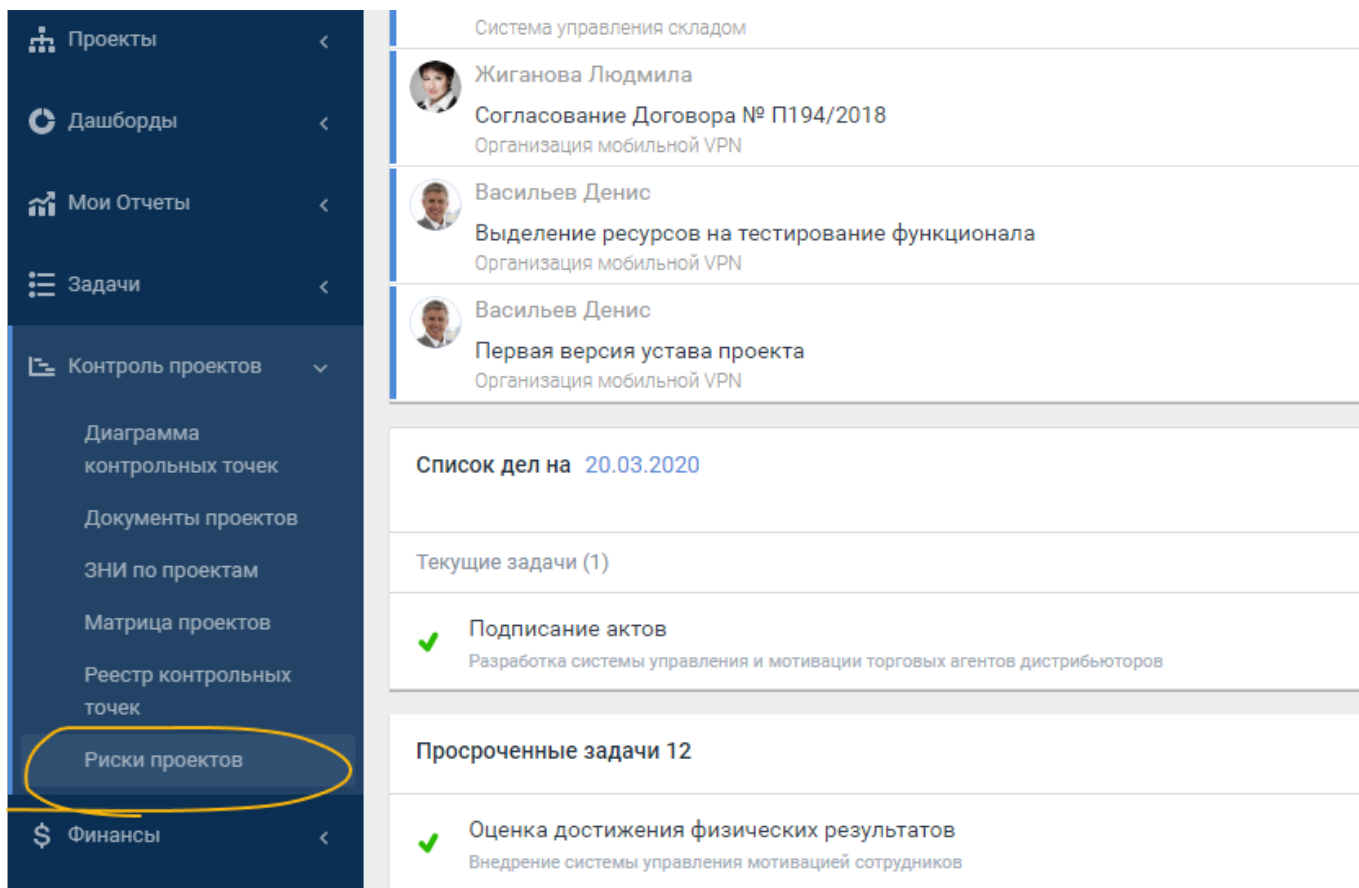 Проекты
Дашборды
Мои Отчеты
Задачи
Контроль проектов
Диаграмма
контрольных точек
Документы проектов
ЗНИ по проектам
Матрица проектов
Реестр контрольных
точек
Риски проектов
$ Финансы
Система управления складом
Жиганова Людмила
Согласование Договора № П194/2018
Организация мобильной VPN
Васильев Денис
Выделение ресурсов на тестирование функционала
Организация мобильной VPN
Васильев Денис
Первая версия устава проекта
Организация мобильной VPN
Список дел на 20.03.2020
Текущие задачи (1)
Подписание актов
Разработка системы управления и мотивации торговых агентов дистрибьюторов
Просроченные задачи 12
Оценка достижения физических результатов
Внедрение системы управления мотивацией сотрудников